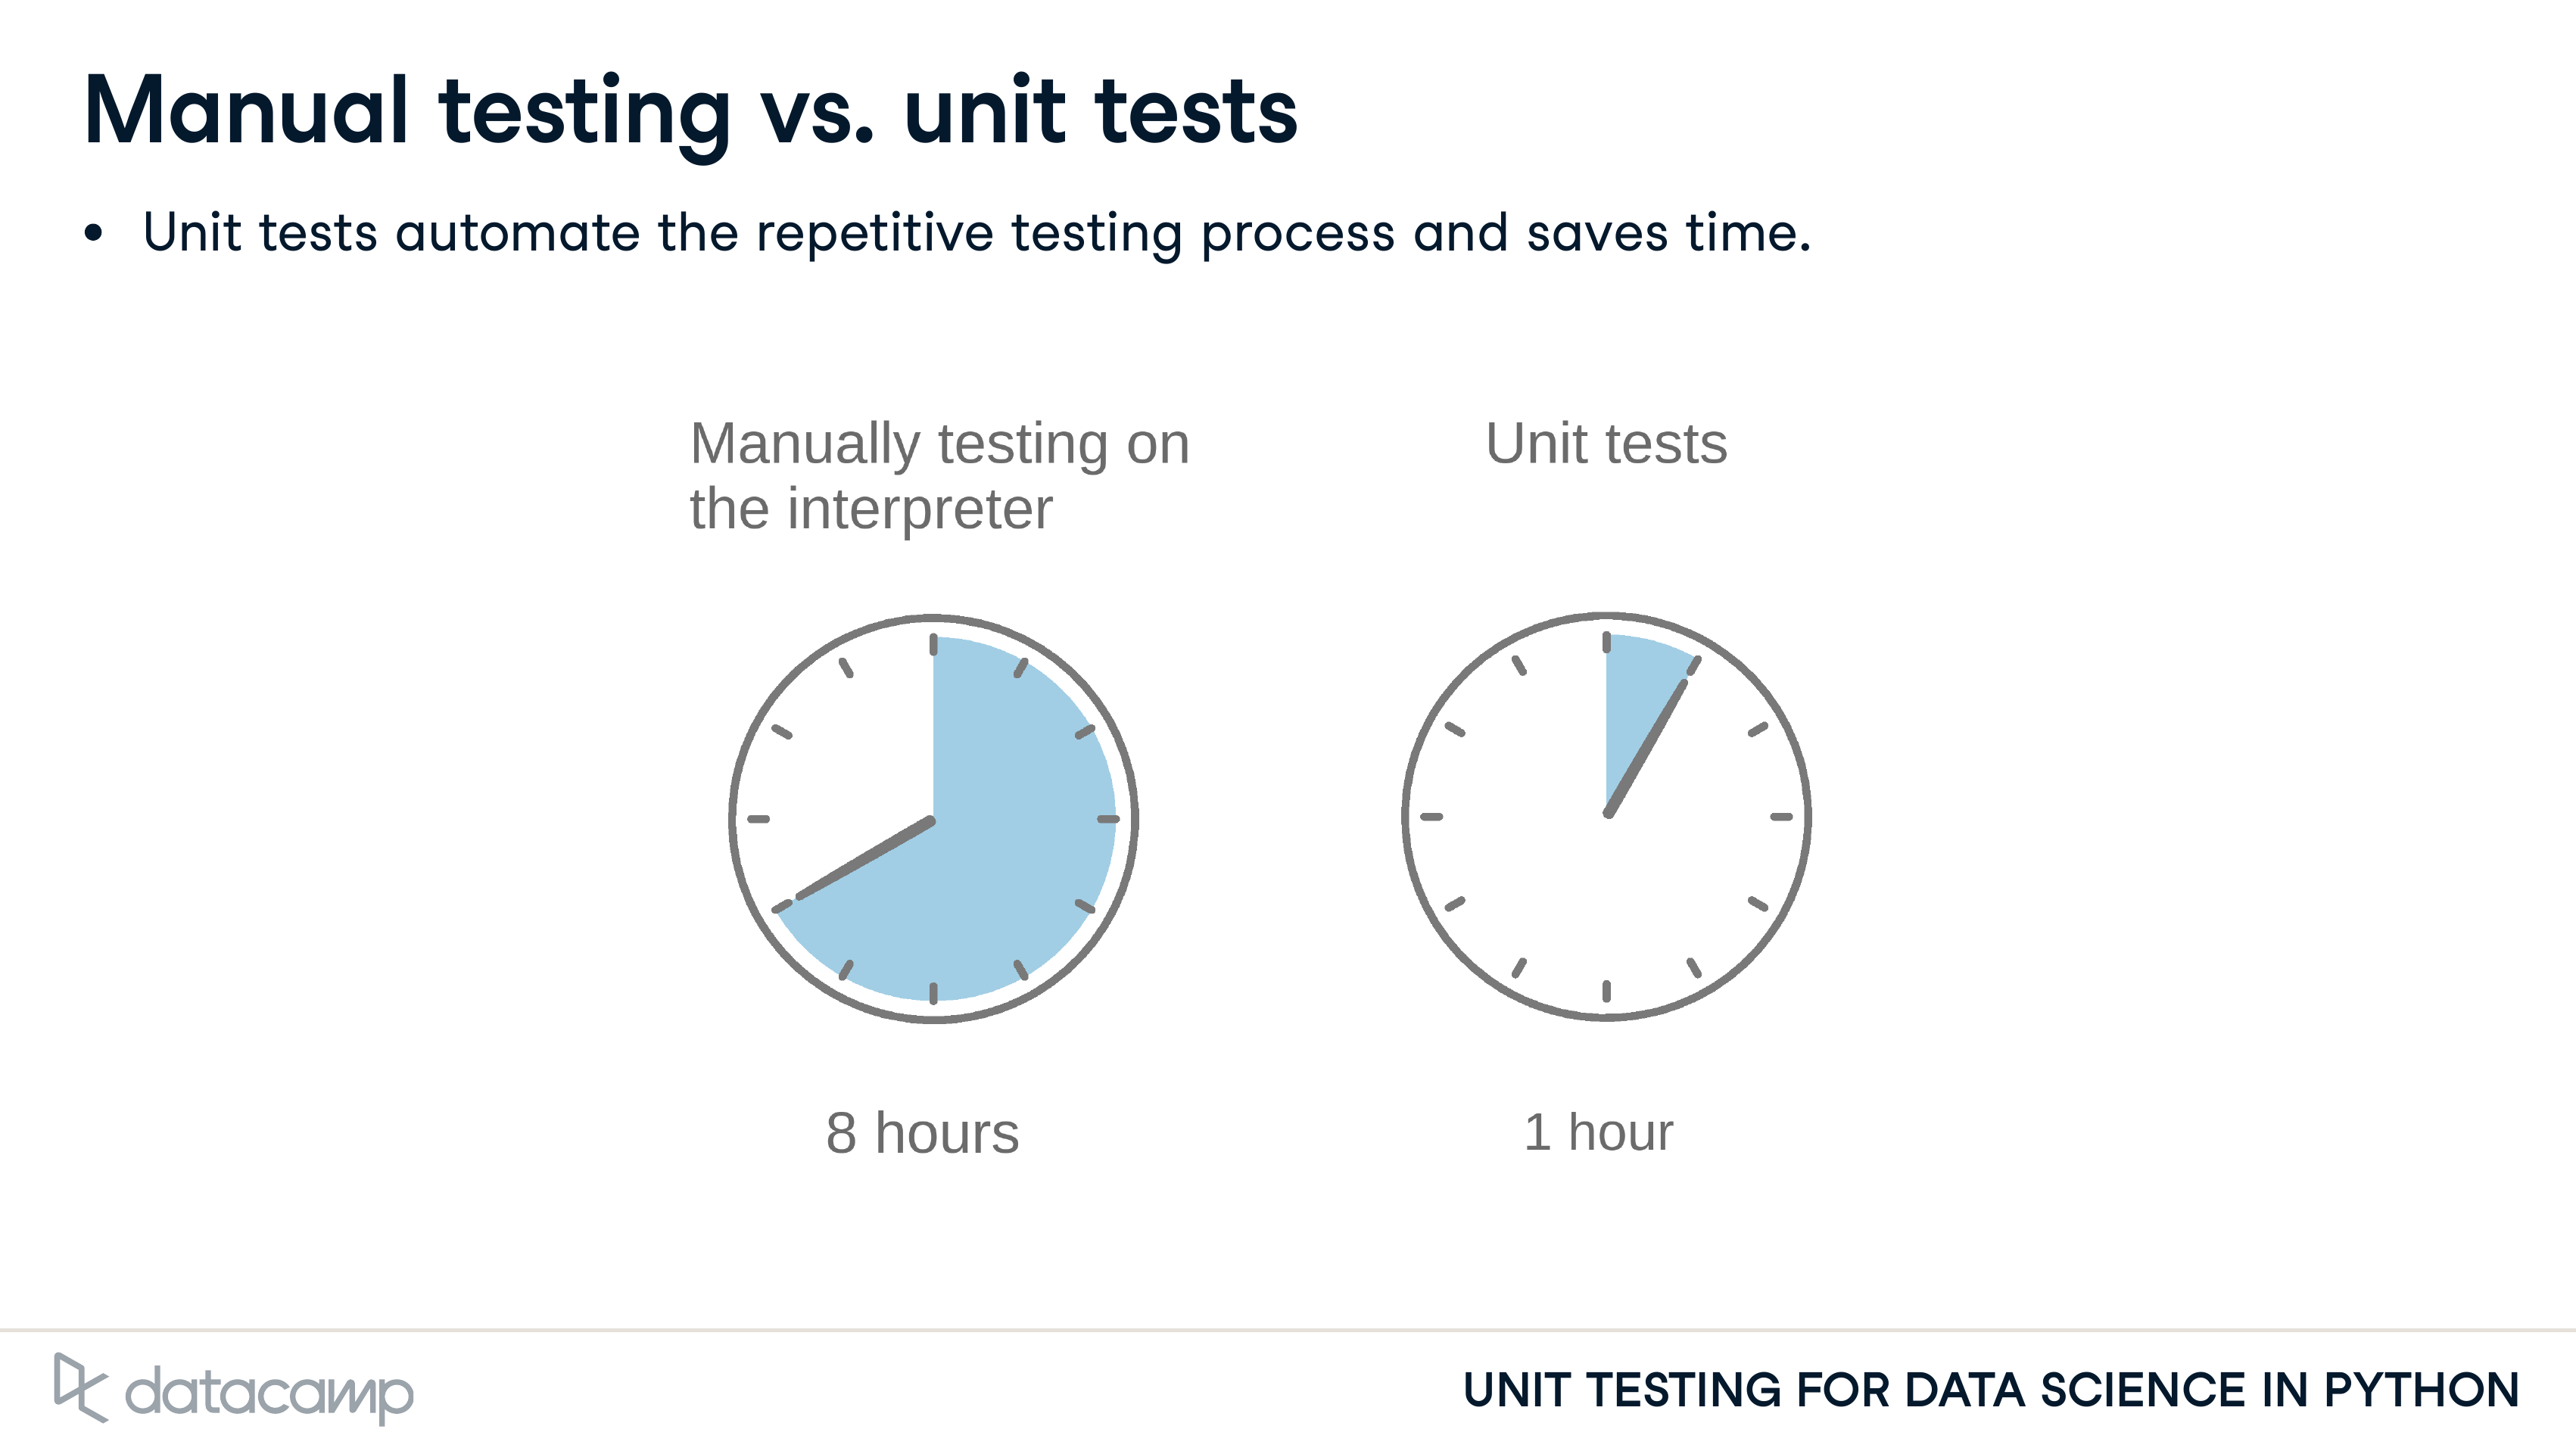 Manual testing vs. unit tests
• Unit tests automate the repetitive testing process and saves time.
Manually testing on
the interpreter
Unit tests
8 hours
1 hour
datacamp
UNIT TESTING FOR DATA SCIENCE IN PYTHON